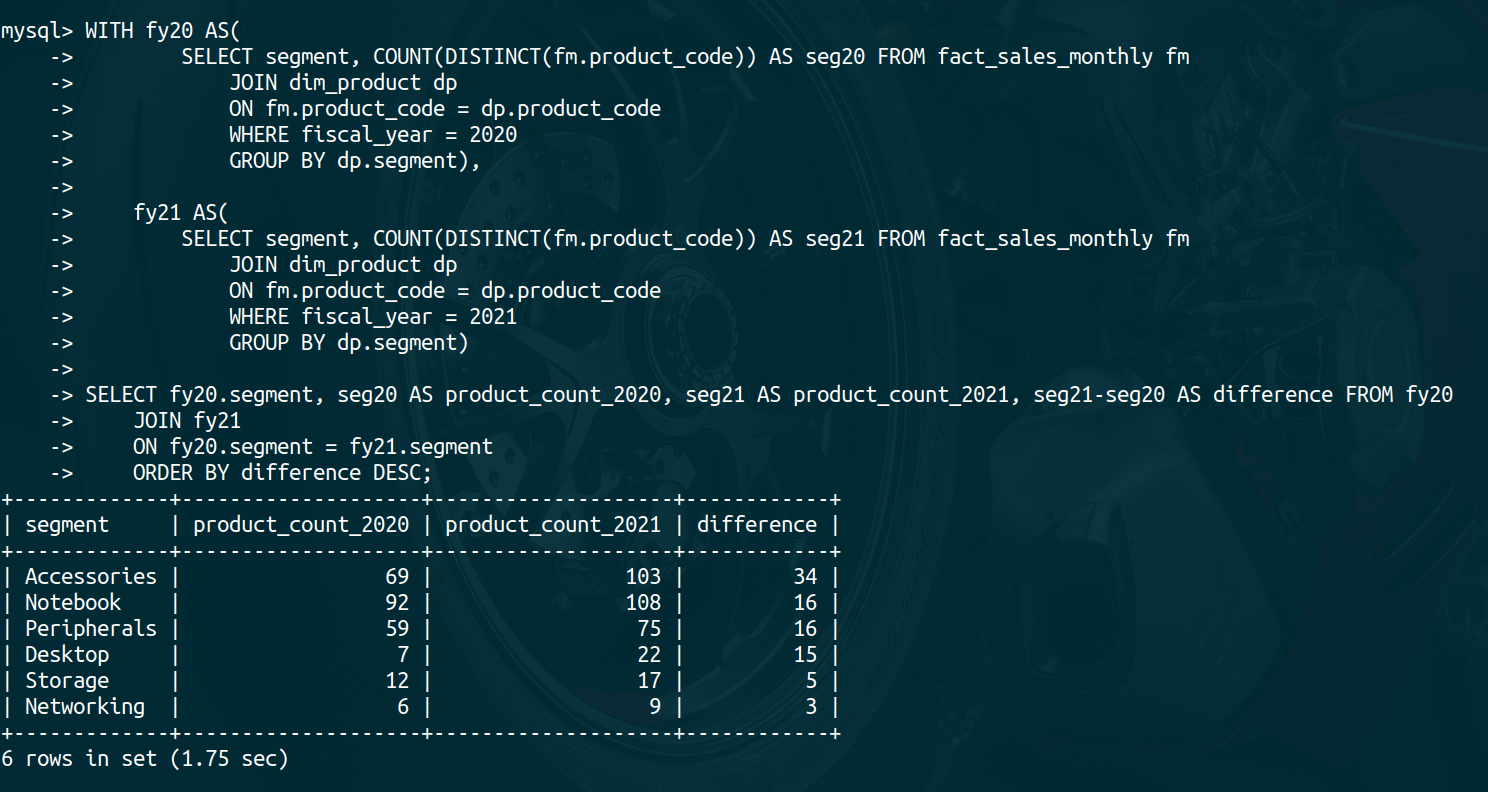 mysql> WITH fy20 AS(
    ->         SELECT segment, COUNT(DISTINCT(fm.product_code)) AS seg20 FROM fact_sales_monthly fm
    ->             JOIN dim_product dp
    ->             ON fm.product_code = dp.product_code
    ->             WHERE fiscal_year = 2020
    ->             GROUP BY dp.segment),
    ->
    ->     fy21 AS(
    ->         SELECT segment, COUNT(DISTINCT(fm.product_code)) AS seg21 FROM fact_sales_monthly fm
    ->             JOIN dim_product dp
    ->             ON fm.product_code = dp.product_code
    ->             WHERE fiscal_year = 2021
    ->             GROUP BY dp.segment)
    ->
    -> SELECT fy20.segment, seg20 AS product_count_2020, seg21 AS product_count_2021, seg21-seg20 AS difference FROM fy20
    ->     JOIN fy21
    ->     ON fy20.segment = fy21.segment
    ->     ORDER BY difference DESC;
+-------------+--------------------+--------------------+------------+
| segment     | product_count_2020 | product_count_2021 | difference |
+-------------+--------------------+--------------------+------------+
| Accessories |                 69 |                103 |         34 |
| Notebook    |                 92 |                108 |         16 |
| Peripherals |                 59 |                 75 |         16 |
| Desktop     |                  7 |                 22 |         15 |
| Storage     |                 12 |                 17 |          5 |
| Networking  |                  6 |                  9 |          3 |
+-------------+--------------------+--------------------+------------+
6 rows in set (1.75 sec)